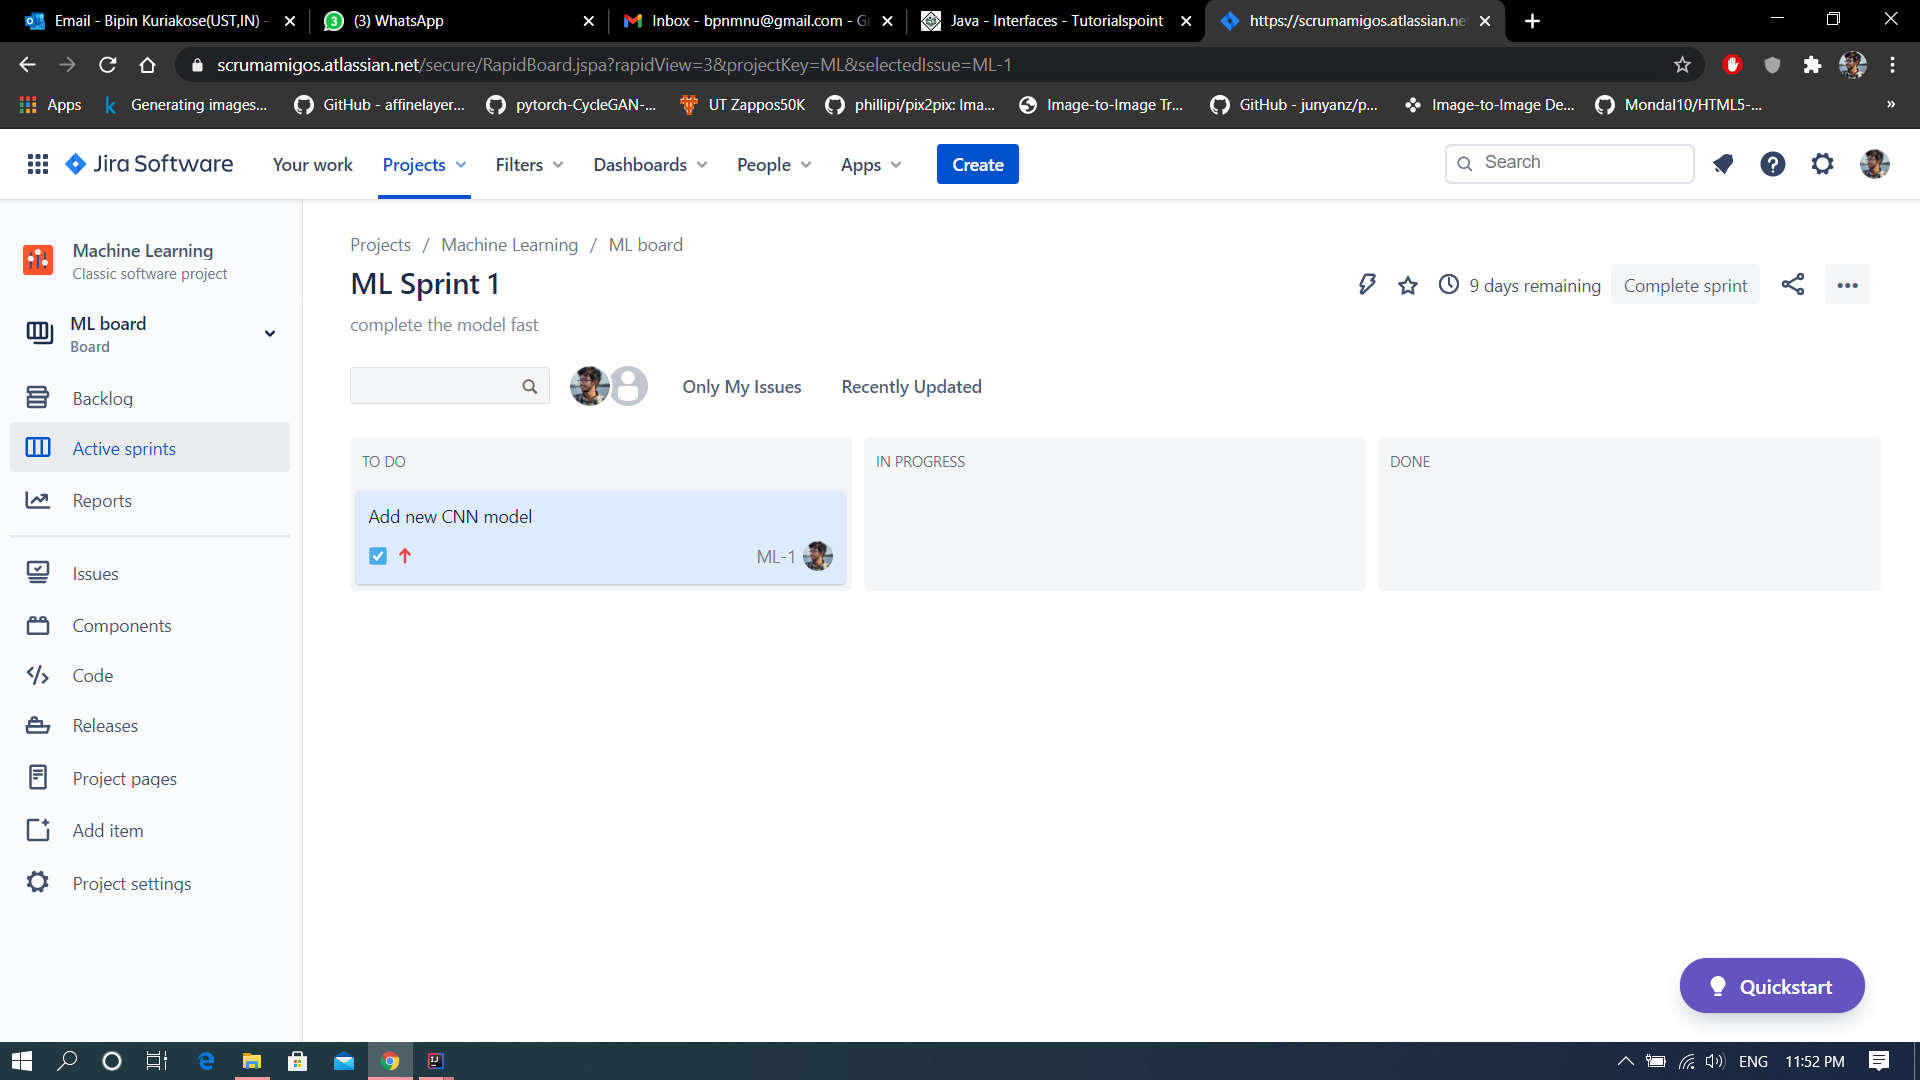 Email - Bipin Kuriakose(UST,IN) -
(3) WhatsApp
Inbox - bpnmnu@gmail.com - G
Java - Interfaces - Tutorialspoint
https://scrumamigos.atlassian.ne
scrumamigos.atlassian.net/secure/RapidBoard.jspa?rapidView=3&projectKey=ML&selectedIssue=ML-1
Apps
Generating images...
GitHub - affinelayer...
pytorch-CycleGAN-...
UT Zappos50K
phillipi/pix2pix: Ima...
Image-to-Image Tr...
GitHub - junyanz/p...
Image-to-Image De...
Mondal10/HTML5-...
»
Jira Software
Your work
Projects
Filters
Dashboards
People
Apps
Create
Search
Machine Learning
Classic software project
ML board
Board
Backlog
Active sprints
Reports
Issues
Components
Code
Releases
Project pages
Add item
Project settings
Projects / Machine Learning / ML board
ML Sprint 1
9 days remaining
Complete sprint
complete the model fast
Only My Issues
Recently Updated
TO DO
IN PROGRESS
DONE
Add new CNN model
ML-1
Quickstart
ENG
11:52 PM